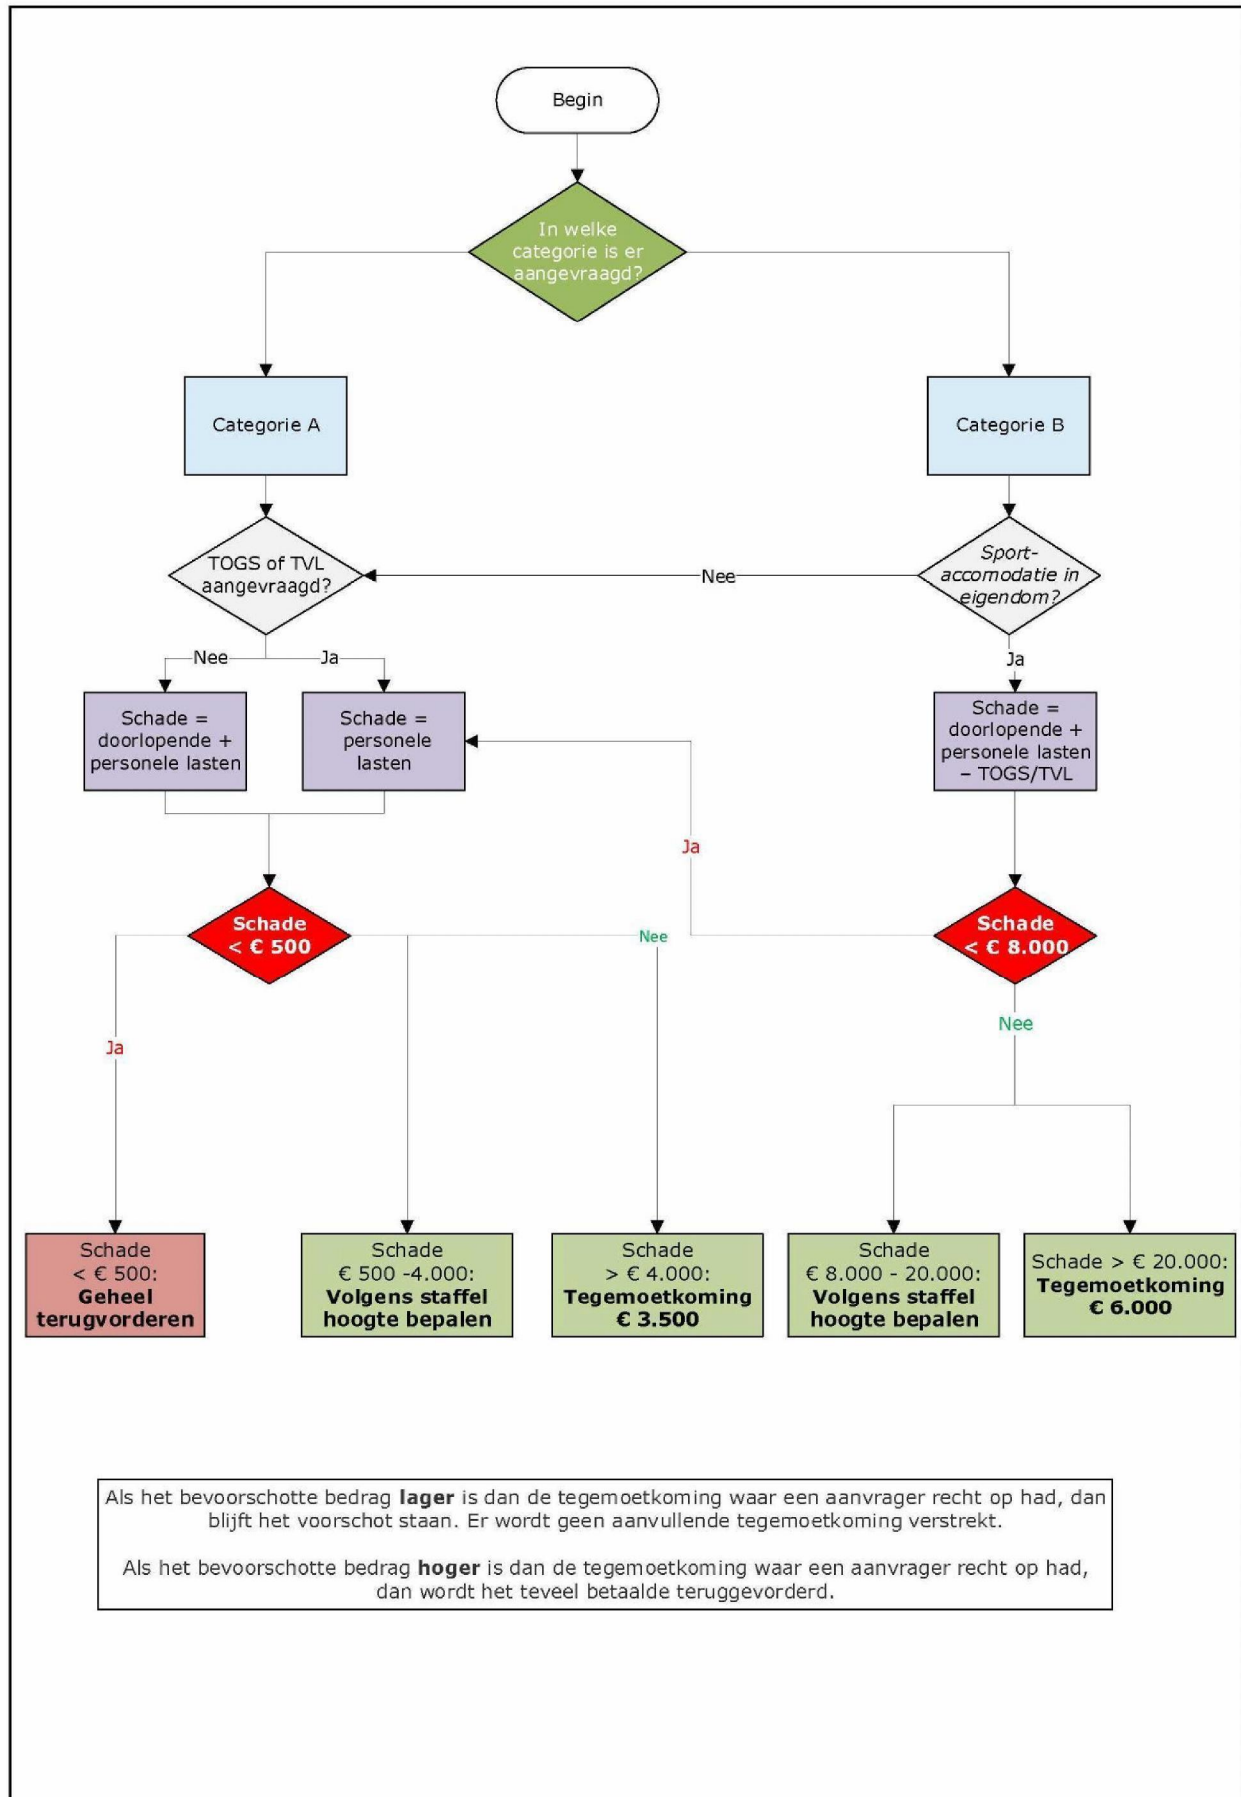 Begin
In welke
categorie is er
aangevraagd?
Categorie A
Categorie B
TOGS of TVL
aangevraagd?
Nee
Sport-
accomodatie in
eigendom?
Nee
Ja
Ja
Schade =
doorlopende +
personele lasten
Schade =
personele
lasten
Schade =
doorlopende +
personele lasten
– TOGS/TVL
Ja
Schade
< € 500
Nee
Schade
< € 8.000
Ja
Nee
Schade
< € 500:
Geheel
terugvorderen
Schade
€ 500 -4.000:
Volgens staffel
hoogte bepalen
Schade
> € 4.000:
Tegemoetkoming
€ 3.500
Schade
€ 8.000 - 20.000:
Volgens staffel
hoogte bepalen
Schade > € 20.000:
Tegemoetkoming
€ 6.000
Als het bevoorschotte bedrag lager is dan de tegemoetkoming waar een aanvrager recht op had, dan
blijft het voorschot staan. Er wordt geen aanvullende tegemoetkoming verstrekt.
Als het bevoorschotte bedrag hoger is dan de tegemoetkoming waar een aanvrager recht op had,
dan wordt het teveel betaalde teruggevorderd.